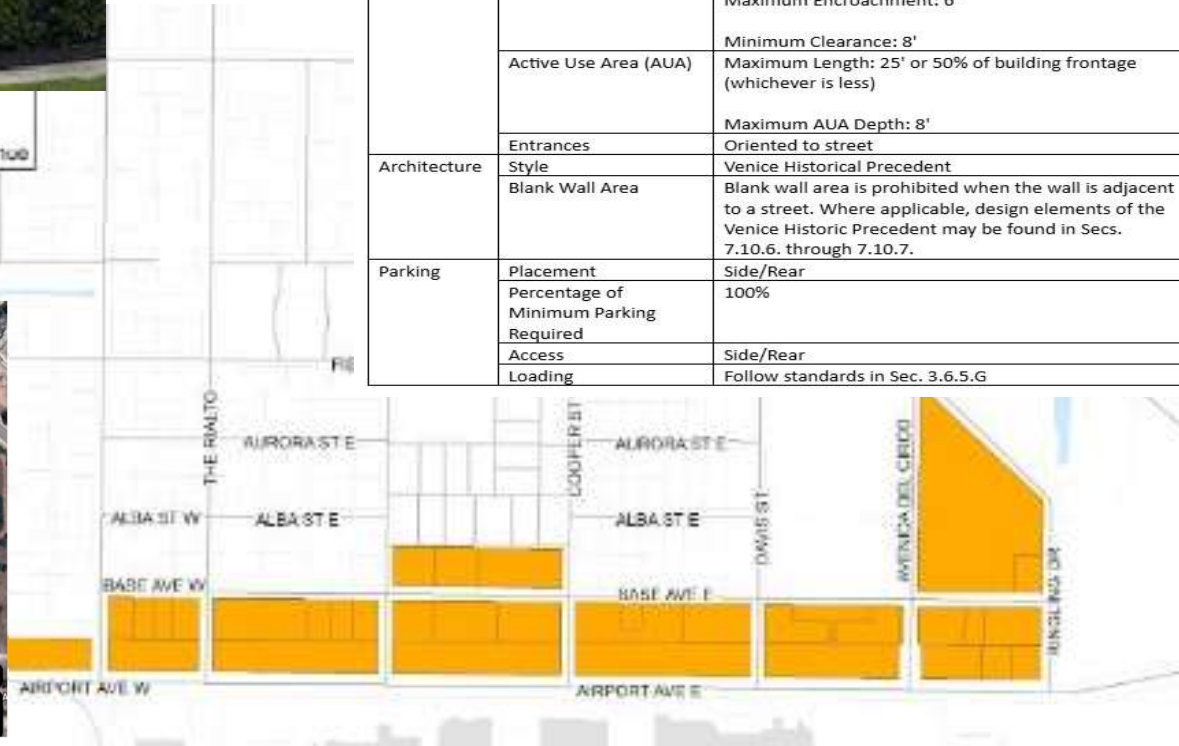 Maximum Encroachment: 6'
Minimum Clearance: 8'
Active Use Area (AUA)
Maximum Length: 25' or 50% of building frontage
(whichever is less)
Maximum AUA Depth: 8'
Entrances
Oriented to street
Architecture
Style
Venice Historical Precedent
Blank Wall Area
Blank wall area is prohibited when the wall is adjacent
to a street. Where applicable, design elements of the
Venice Historic Precedent may be found in Secs.
7.10.6. through 7.10.7.
Parking
Placement
Side/Rear
Percentage of
Minimum Parking
Required
100%
Access
Side/Rear
Loading
Follow standards in Sec. 3.6.5.G
THE RIALTO
AURORA ST E
COOPER ST
AURORA ST E
AVENIDA DEL CIRCO
ALBA ST W
ALBA ST E
ALBA ST E
DAVIS ST
BASE AVE W
BASE AVE E
RINGLING DR
AIRPORT AVE W
AIRPORT AVE E